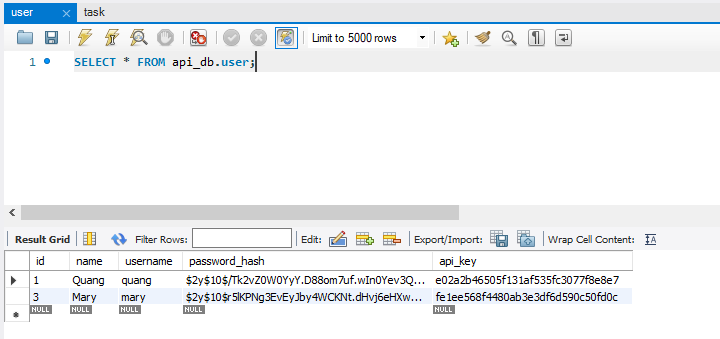 user task
Limit to 5000 rows
1 SELECT * FROM api_db.user;
Result Grid Filter Rows: Edit: Export/Import: Wrap Cell Content:
id name username password_hash api_key
1 Quang quang $2y$10$/Tk2vZ0W0YyY.D88om7uf.wIn0Yev3Q... e02a2b46505f131af535fc3077f8e8e7
3 Mary mary $2y$10$r5lKPNg3EvEyJby4WCKNt.dHvj6eHXw... fe1ee568f4480ab3e3df6d590c50fd0c
NULL NULL NULL NULL NULL